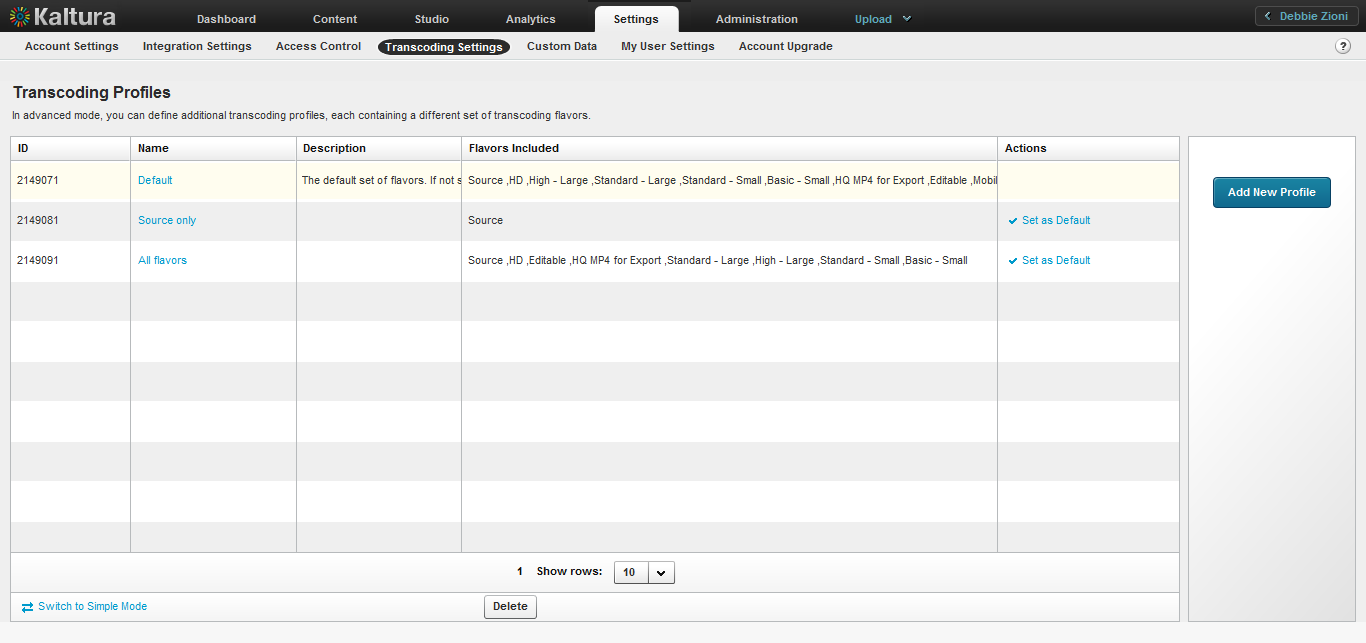 Kaltura Dashboard Content Studio Analytics Settings Administration Upload Debbie Zioni
Account Settings Integration Settings Access Control Transcoding Settings Custom Data My User Settings Account Upgrade ?
Transcoding Profiles
In advanced mode, you can define additional transcoding profiles, each containing a different set of transcoding flavors.
ID Name Description Flavors Included Actions
2149071 Default The default set of flavors. If not s Source ,HD ,High - Large ,Standard - Large ,Standard - Small ,Basic - Small ,HQ MP4 for Export ,Editable ,Mobil
Add New Profile
2149081 Source only Source Set as Default
2149091 All flavors Source ,HD ,Editable ,HQ MP4 for Export ,Standard - Large ,High - Large ,Standard - Small ,Basic - Small Set as Default
1 Show rows: 10
Switch to Simple Mode Delete